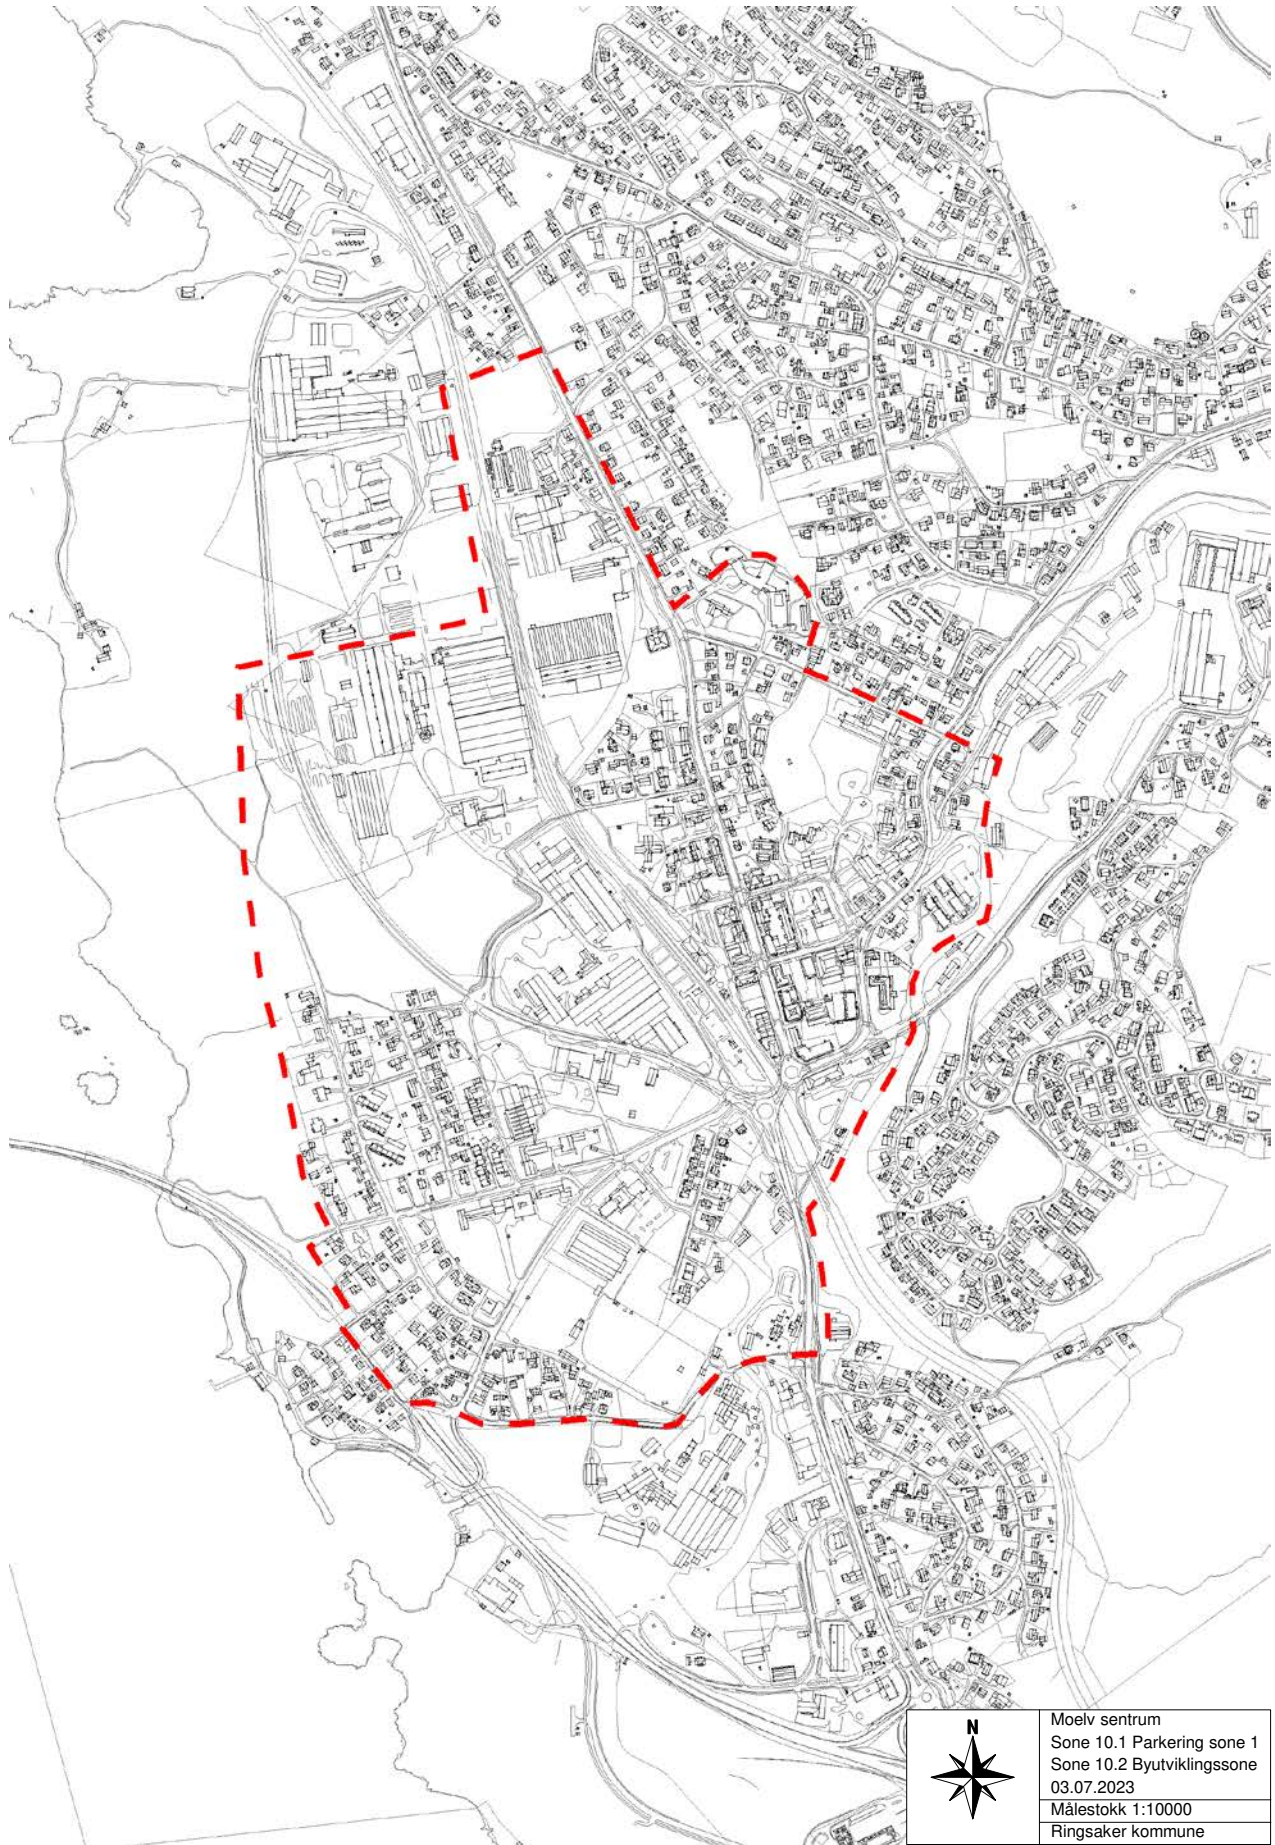 N
Moelv sentrum
Sone 10.1 Parkering sone 1
Sone 10.2 Byutviklingssone
03.07.2023
Målestokk 1:10000
Ringsaker kommune